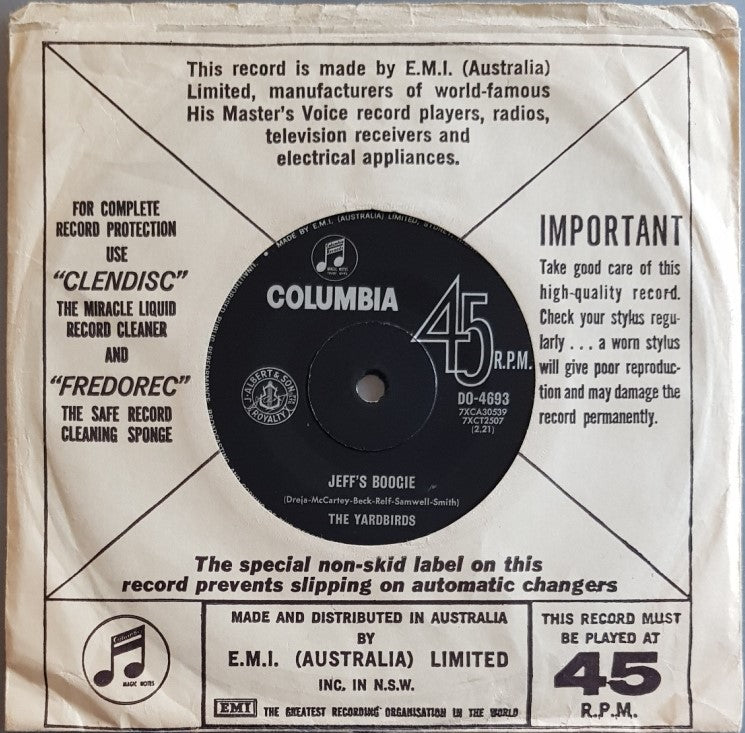 This record is made by E.M.I. (Australia)
Limited, manufacturers of world-famous
His Master's Voice record players, radios,
television receivers and
electrical appliances.
FOR COMPLETE
RECORD PROTECTION
USE
"CLENDISC"
THE MIRACLE LIQUID
RECORD CLEANER
AND
"FREDOREC"
THE SAFE RECORD
CLEANING SPONGE
MADE BY E.M.I. (AUSTRALIA) LIMITED,
COLUMBIA
45
R.P.M.
J. ALBERT & SON
ROYALTY
DO-4693
7XCA30539
7XCT2507
(2.21)
JEFF'S BOOGIE
(Dreja-McCartey-Beck-Relf-Samwell-Smith)
THE YARDBIRDS
IMPORTANT
Take good care of this
high-quality record.
Check your stylus regu-
larly . . . a worn stylus
will give poor reproduc-
tion and may damage the
record permanently.
The special non-skid label on this
record prevents slipping on automatic changers
Columbia
MAGIC NOTES
MADE AND DISTRIBUTED IN AUSTRALIA
BY
E.M.I. (AUSTRALIA) LIMITED
INC. IN N.S.W.
EMI THE GREATEST RECORDING ORGANISATION IN THE WORLD
THIS RECORD MUST
BE PLAYED AT
45
R.P.M.